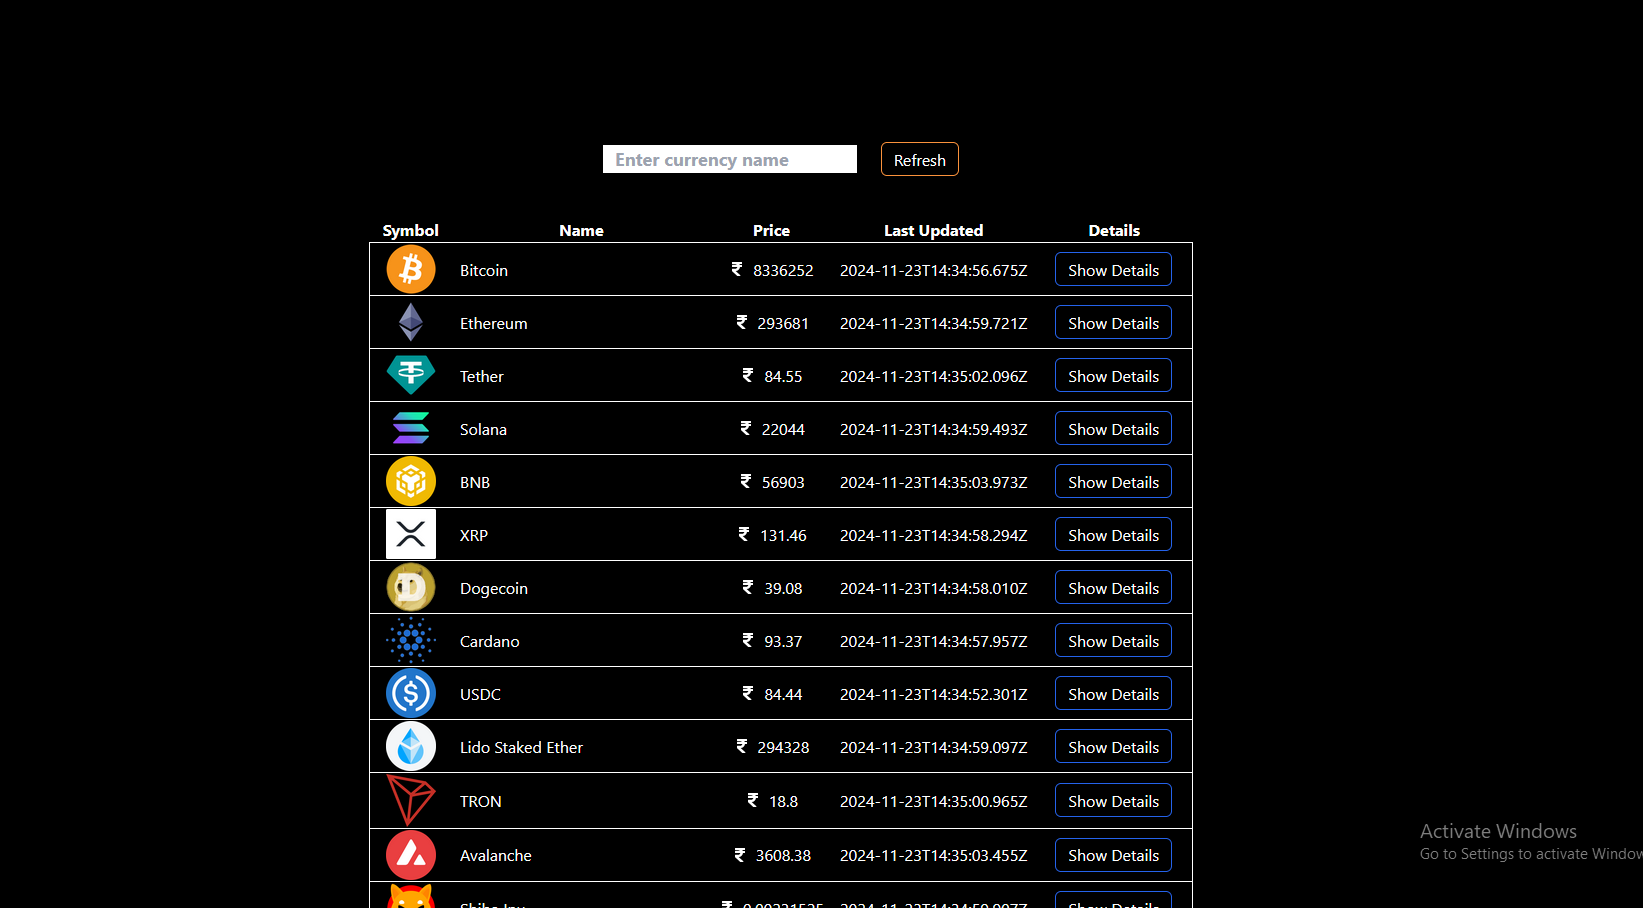 Enter currency name Refresh
Symbol Name Price Last Updated Details
Bitcoin ₹ 8336252 2024-11-23T14:34:56.675Z Show Details
Ethereum ₹ 293681 2024-11-23T14:34:59.721Z Show Details
Tether ₹ 84.55 2024-11-23T14:35:02.096Z Show Details
Solana ₹ 22044 2024-11-23T14:34:59.493Z Show Details
BNB ₹ 56903 2024-11-23T14:35:03.973Z Show Details
XRP ₹ 131.46 2024-11-23T14:34:58.294Z Show Details
Dogecoin ₹ 39.08 2024-11-23T14:34:58.010Z Show Details
Cardano ₹ 93.37 2024-11-23T14:34:57.957Z Show Details
USDC ₹ 84.44 2024-11-23T14:34:52.301Z Show Details
Lido Staked Ether ₹ 294328 2024-11-23T14:34:59.097Z Show Details
TRON ₹ 18.8 2024-11-23T14:35:00.965Z Show Details
Avalanche ₹ 3608.38 2024-11-23T14:35:03.455Z Show Details
Shiba Inu ₹ Show Details
Activate Windows
Go to Settings to activate Window